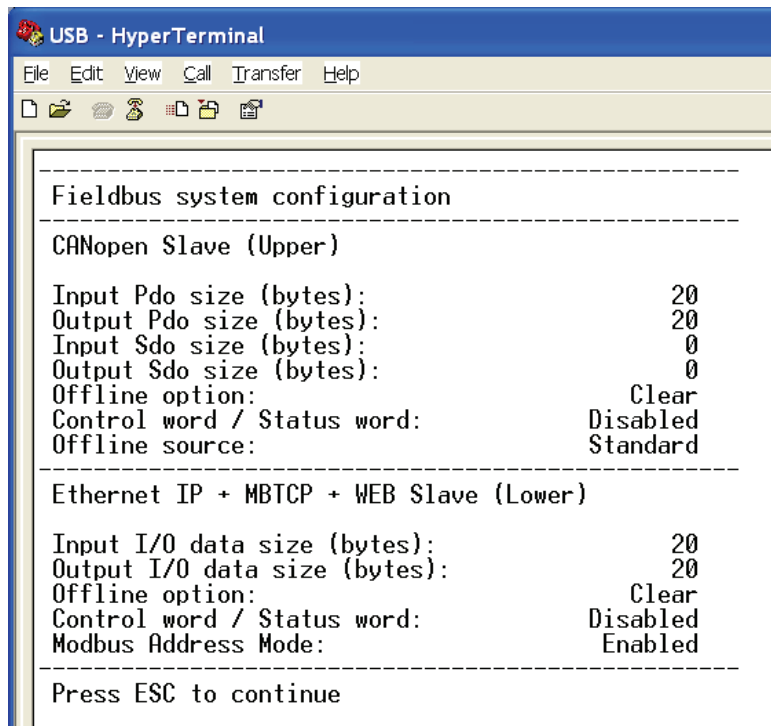 USB - HyperTerminal
File Edit View Call Transfer Help
Fieldbus system configuration
CANopen Slave (Upper)
Input Pdo size (bytes): 20
Output Pdo size (bytes): 20
Input Sdo size (bytes): 0
Output Sdo size (bytes): 0
Offline option: Clear
Control word / Status word: Disabled
Offline source: Standard
Ethernet IP + MBTCP + WEB Slave (Lower)
Input I/O data size (bytes): 20
Output I/O data size (bytes): 20
Offline option: Clear
Control word / Status word: Disabled
Modbus Address Mode: Enabled
Press ESC to continue